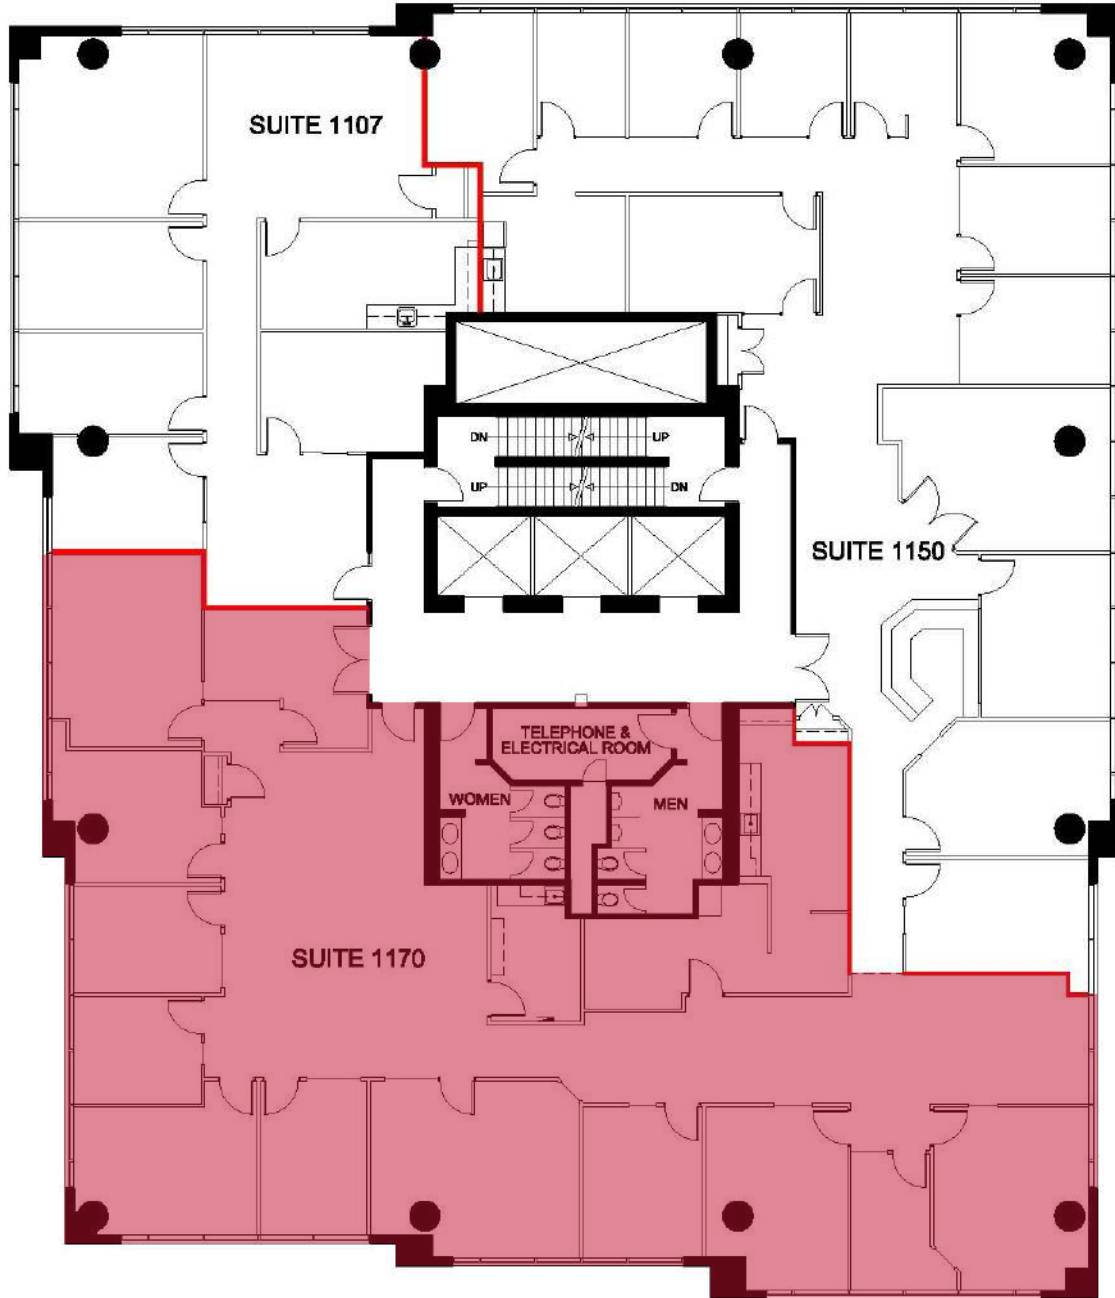 SUITE 1107
DN
UP
UP
DN
SUITE 1150
TELEPHONE &
ELECTRICAL ROOM
WOMEN
MEN
SUITE 1170